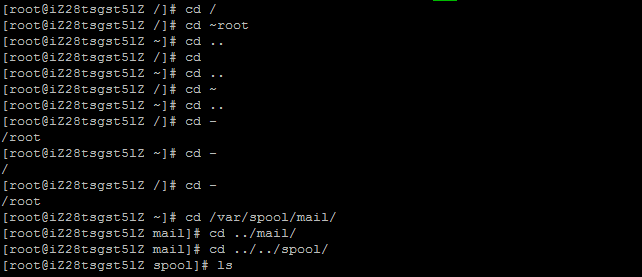 [root@iZ28tsgst5lZ /]# cd /
[root@iZ28tsgst5lZ /]# cd ~root
[root@iZ28tsgst5lZ ~]# cd ..
[root@iZ28tsgst5lZ /]# cd
[root@iZ28tsgst5lZ ~]# cd ..
[root@iZ28tsgst5lZ /]# cd ~
[root@iZ28tsgst5lZ ~]# cd ..
[root@iZ28tsgst5lZ /]# cd -
/root
[root@iZ28tsgst5lZ ~]# cd -
/
[root@iZ28tsgst5lZ /]# cd -
/root
[root@iZ28tsgst5lZ ~]# cd /var/spool/mail/
[root@iZ28tsgst5lZ mail]# cd ../mail/
[root@iZ28tsgst5lZ mail]# cd ../../spool/
[root@iZ28tsgst5lZ spool]# ls